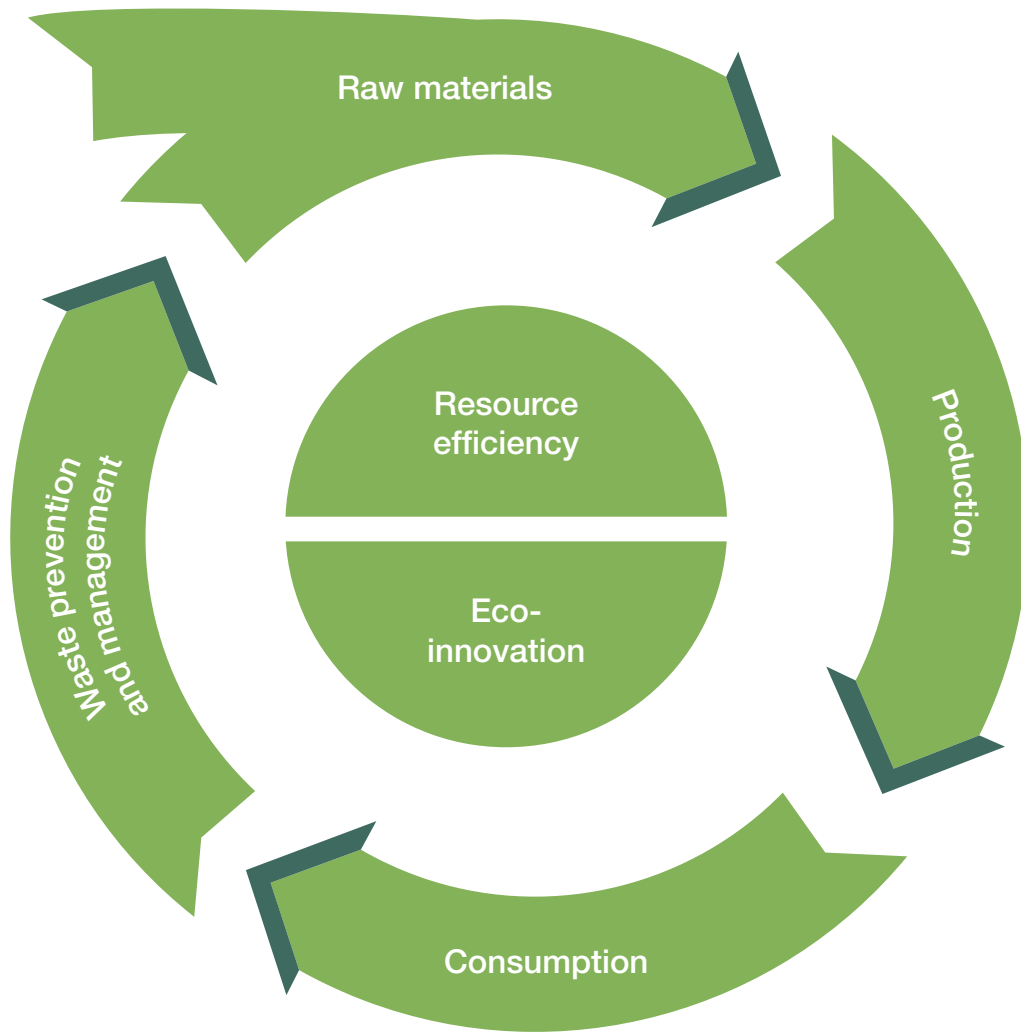 Raw materials
Production
Consumption
Waste prevention
and management
Resource
efficiency
Eco-
innovation